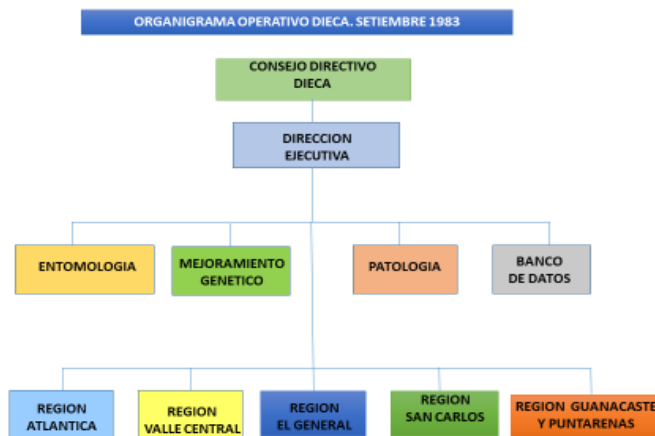 ORGANIGRAMA OPERATIVO DIECA. SETIEMBRE 1983
CONSEJO DIRECTIVO
DIECA
DIRECCION
EJECUTIVA
ENTOMOLOGIA
MEJORAMIENTO
GENETICO
PATOLOGIA
BANCO
DE DATOS
REGION
ATLANTICA
REGION
VALLE CENTRAL
REGION
EL GENERAL
REGION
SAN CARLOS
REGION GUANACASTE
Y PUNTARENAS